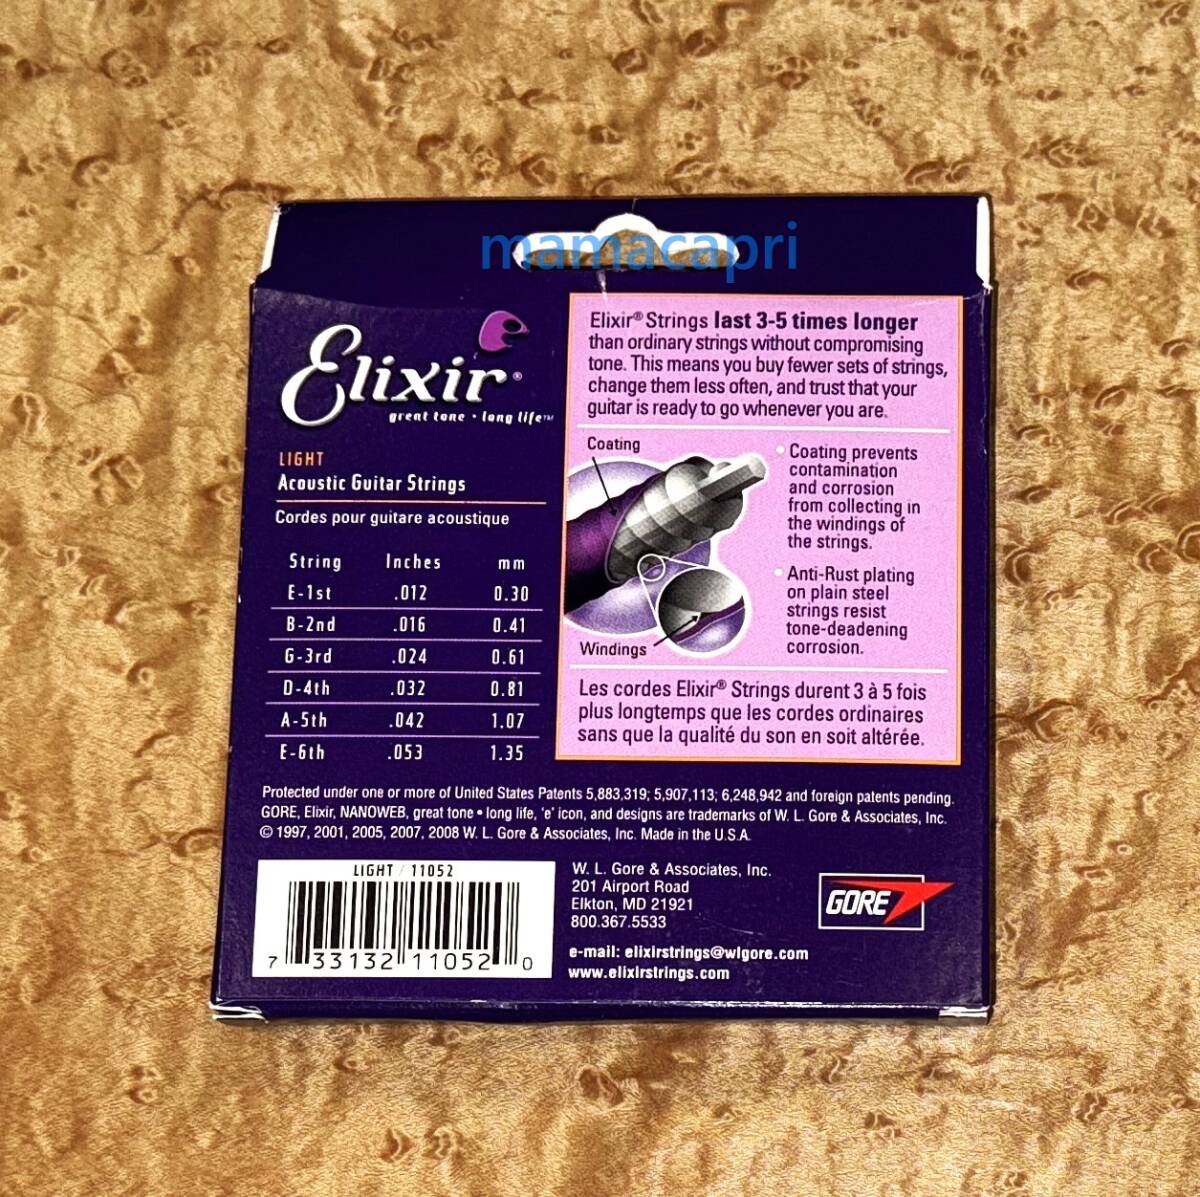 mamacapri
Elixir®
great tone • long life™
LIGHT
Acoustic Guitar Strings
Cordes pour guitare acoustique
String Inches mm
E-1st .012 0.30
B-2nd .016 0.41
G-3rd .024 0.61
D-4th .032 0.81
A-5th .042 1.07
E-6th .053 1.35
Elixir® Strings last 3-5 times longer
than ordinary strings without compromising
tone. This means you buy fewer sets of strings,
change them less often, and trust that your
guitar is ready to go whenever you are.
Coating
Windings
• Coating prevents
contamination
and corrosion
from collecting in
the windings of
the strings.
• Anti-Rust plating
on plain steel
strings resist
tone-deadening
corrosion.
Les cordes Elixir® Strings durent 3 à 5 fois
plus longtemps que les cordes ordinaires
sans que la qualité du son en soit altérée.
Protected under one or more of United States Patents 5,883,319; 5,907,113; 6,248,942 and foreign patents pending.
GORE, Elixir, NANOWEB, great tone • long life, 'e' icon, and designs are trademarks of W. L. Gore & Associates, Inc.
© 1997, 2001, 2005, 2007, 2008 W. L. Gore & Associates, Inc. Made in the U.S.A.
LIGHT / 11052
7 33132 11052 0
W. L. Gore & Associates, Inc.
201 Airport Road
Elkton, MD 21921
800.367.5533
e-mail: elixirstrings@wlgore.com
www.elixirstrings.com
GORE